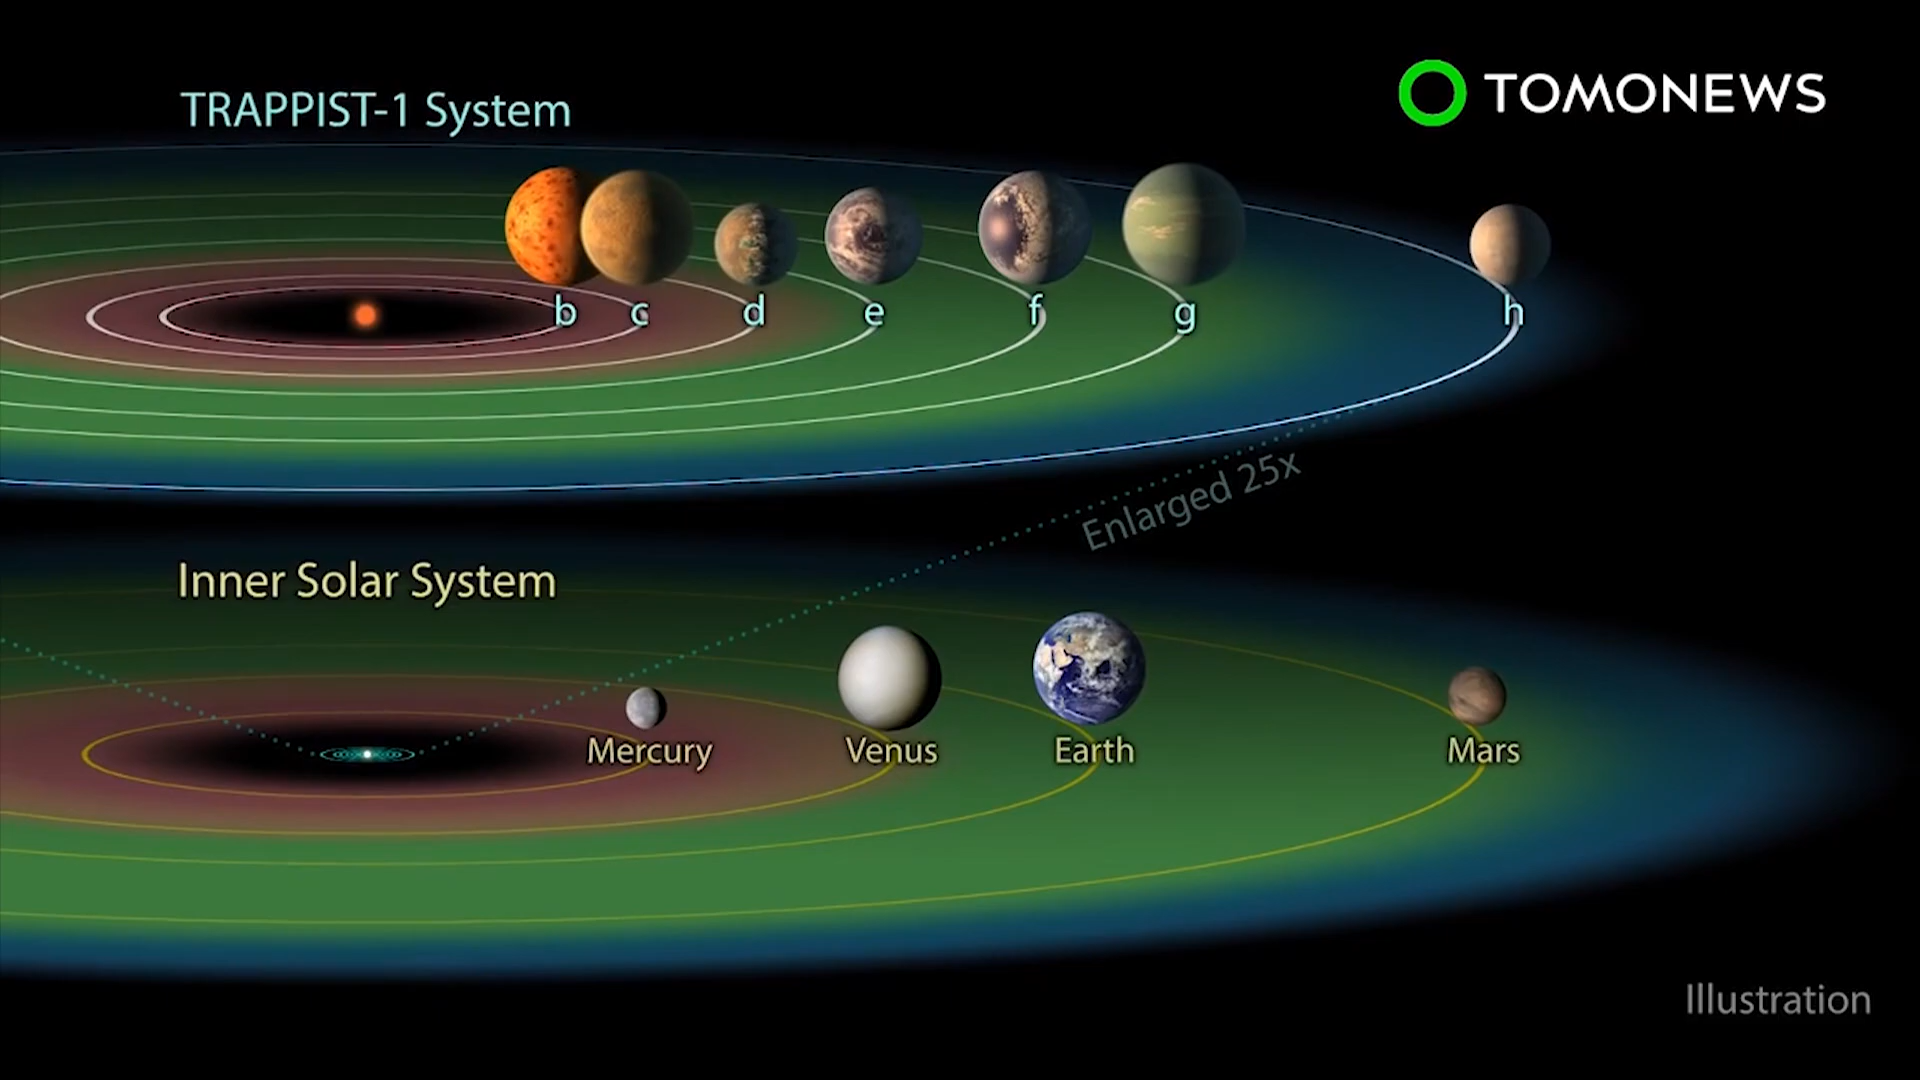 TOMONEWS
TRAPPIST-1 System
b c d e f g h
Enlarged 25x
Inner Solar System
Mercury Venus Earth Mars
Illustration